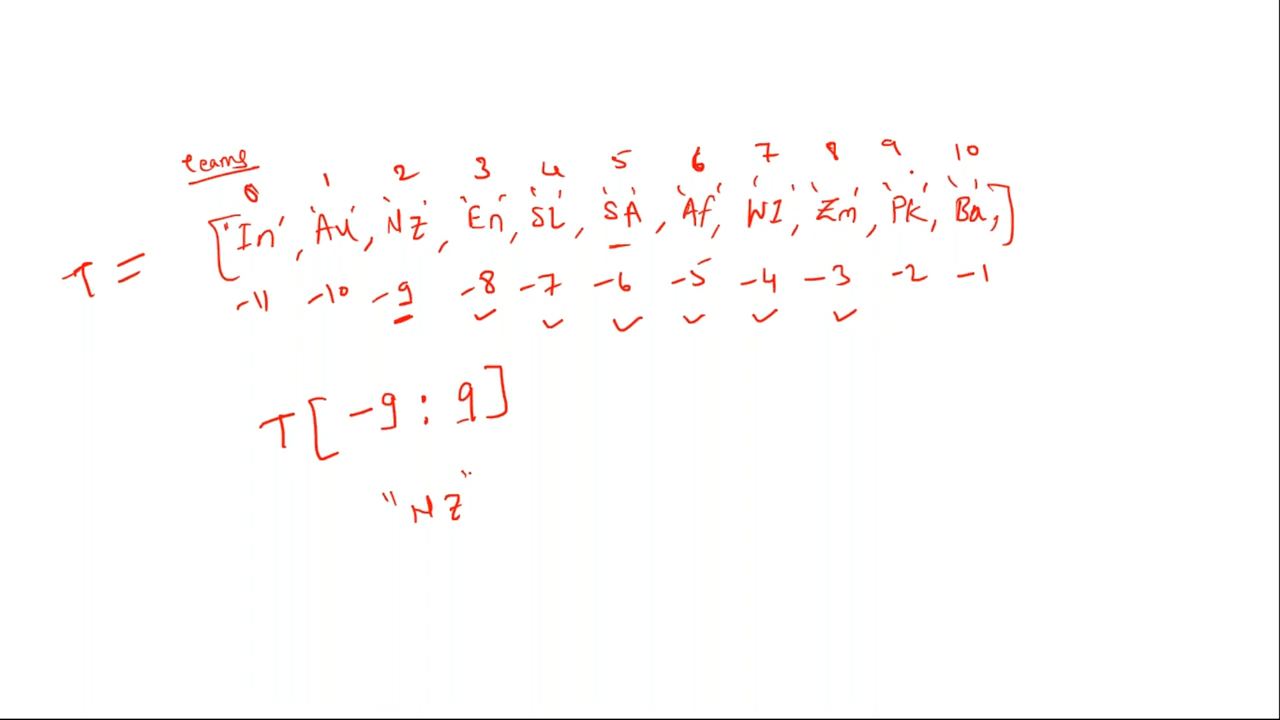 teams
0 1 2 3 4 5 6 7 8 9 10
T = ['In', 'Au', 'NZ', 'En', 'SL', 'SA', 'Af', 'WI', 'Zm', 'PK', 'Ba,]
-11 -10 -9 -8 -7 -6 -5 -4 -3 -2 -1
T[-9:9]
"NZ"